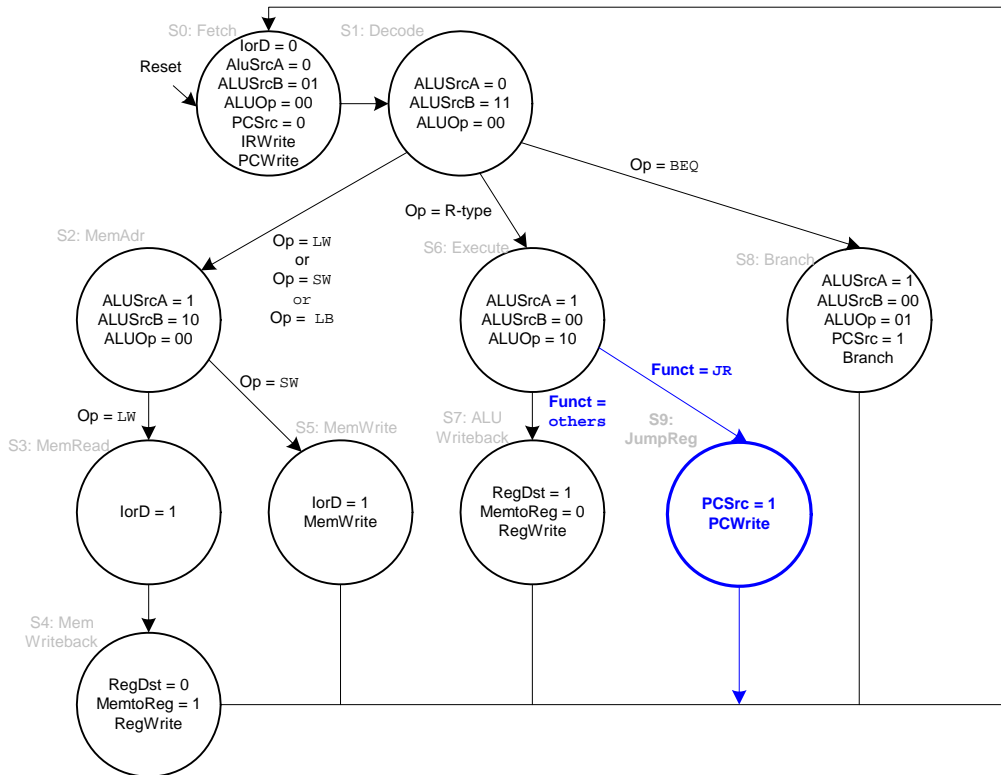 S0: Fetch
IorD = 0
AluSrcA = 0
ALUSrcB = 01
ALUOp = 00
PCSrc = 0
IRWrite
PCWrite
Reset
S1: Decode
ALUSrcA = 0
ALUSrcB = 11
ALUOp = 00
Op = BEQ
Op = R-type
Op = LW
or
Op = SW
or
Op = LB
S2: MemAdr
ALUSrcA = 1
ALUSrcB = 10
ALUOp = 00
S6: Execute
ALUSrcA = 1
ALUSrcB = 00
ALUOp = 10
S8: Branch
ALUSrcA = 1
ALUSrcB = 00
ALUOp = 01
PCSrc = 1
Branch
Op = SW
Op = LW
Funct = JR
Funct =
others
S3: MemRead
IorD = 1
S5: MemWrite
IorD = 1
MemWrite
S7: ALU
Writeback
RegDst = 1
MemtoReg = 0
RegWrite
S9:
JumpReg
PCSrc = 1
PCWrite
S4: Mem
Writeback
RegDst = 0
MemtoReg = 1
RegWrite